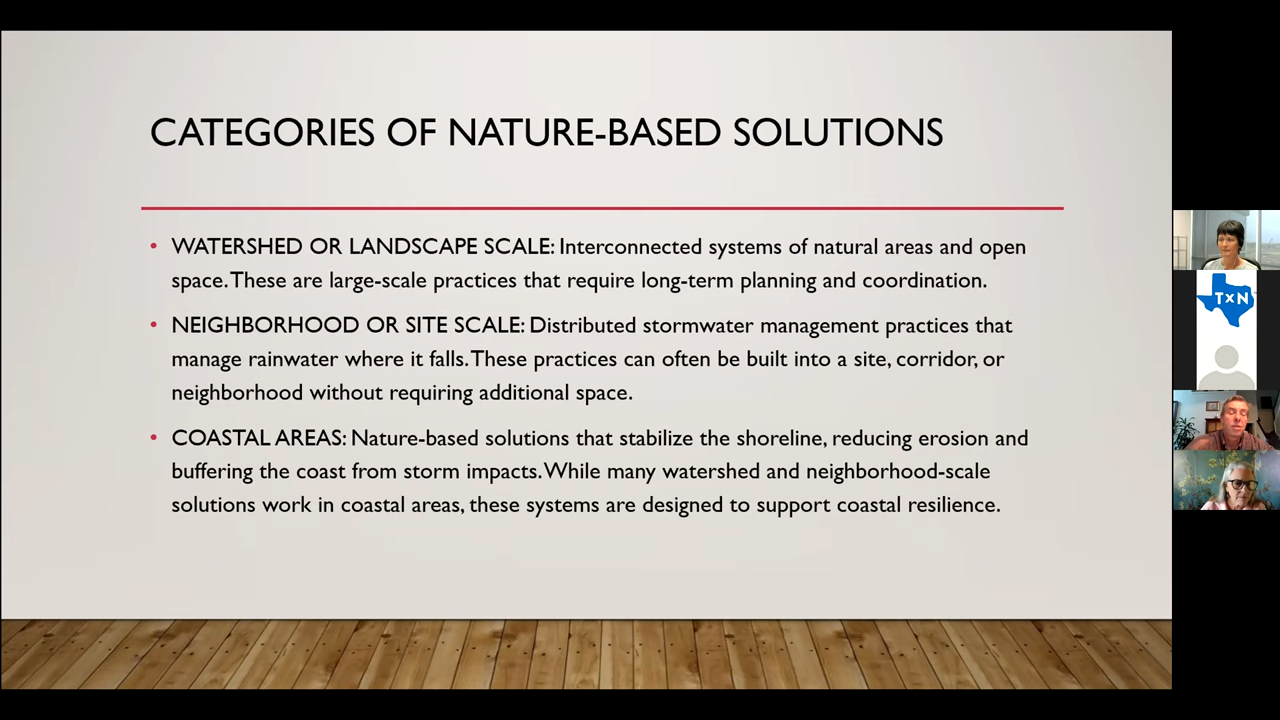 CATEGORIES OF NATURE-BASED SOLUTIONS
• WATERSHED OR LANDSCAPE SCALE: Interconnected systems of natural areas and open
space. These are large-scale practices that require long-term planning and coordination.
• NEIGHBORHOOD OR SITE SCALE: Distributed stormwater management practices that
manage rainwater where it falls. These practices can often be built into a site, corridor, or
neighborhood without requiring additional space.
• COASTAL AREAS: Nature-based solutions that stabilize the shoreline, reducing erosion and
buffering the coast from storm impacts. While many watershed and neighborhood-scale
solutions work in coastal areas, these systems are designed to support coastal resilience.
TxN